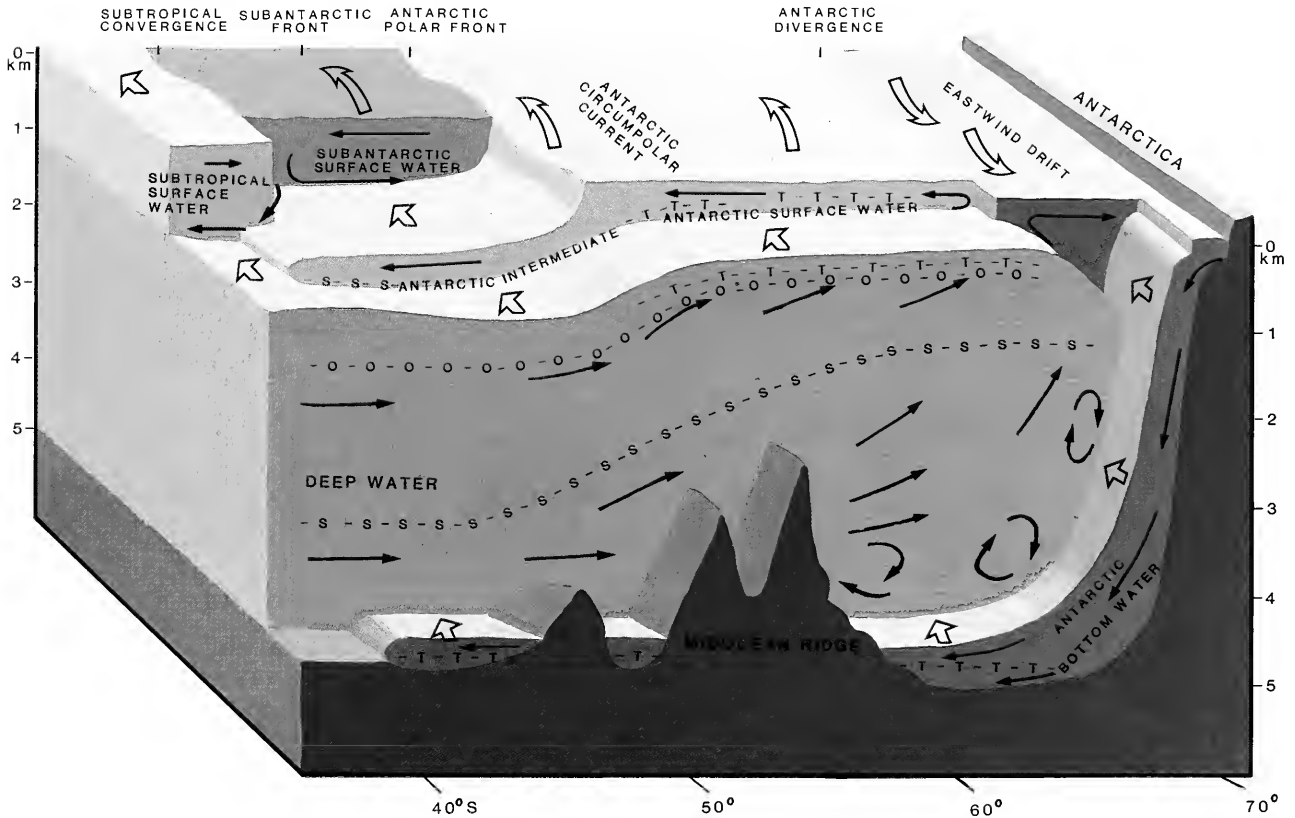 SUBTROPICAL
CONVERGENCE
SUBANTARCTIC
FRONT
ANTARCTIC
POLAR FRONT
ANTARCTIC
DIVERGENCE
0
km
1
2
3
4
5
ANTARCTIC
CIRCUMPOLAR
CURRENT
EASTWIND DRIFT
ANTARCTICA
SUBANTARCTIC
SURFACE WATER
SUBTROPICAL
SURFACE
WATER
T - T - T -
T - T - T - T
ANTARCTIC SURFACE WATER
S - S - S - ANTARCTIC INTERMEDIATE
T - T - T - T - T - T - T - T
O - O - O - O - O - O - O - O - O - O - O - O - O - O - O - O
S - S - S - S - S - S - S - S - S - S - S - S - S - S - S - S - S - S - S - S - S
DEEP WATER
ANTARCTIC
BOTTOM WATER
MIDOCEAN RIDGE
- T - T - T -
- T -
- T - T - T - T
0
km
1
2
3
4
5
40°S
50°
60°
70°